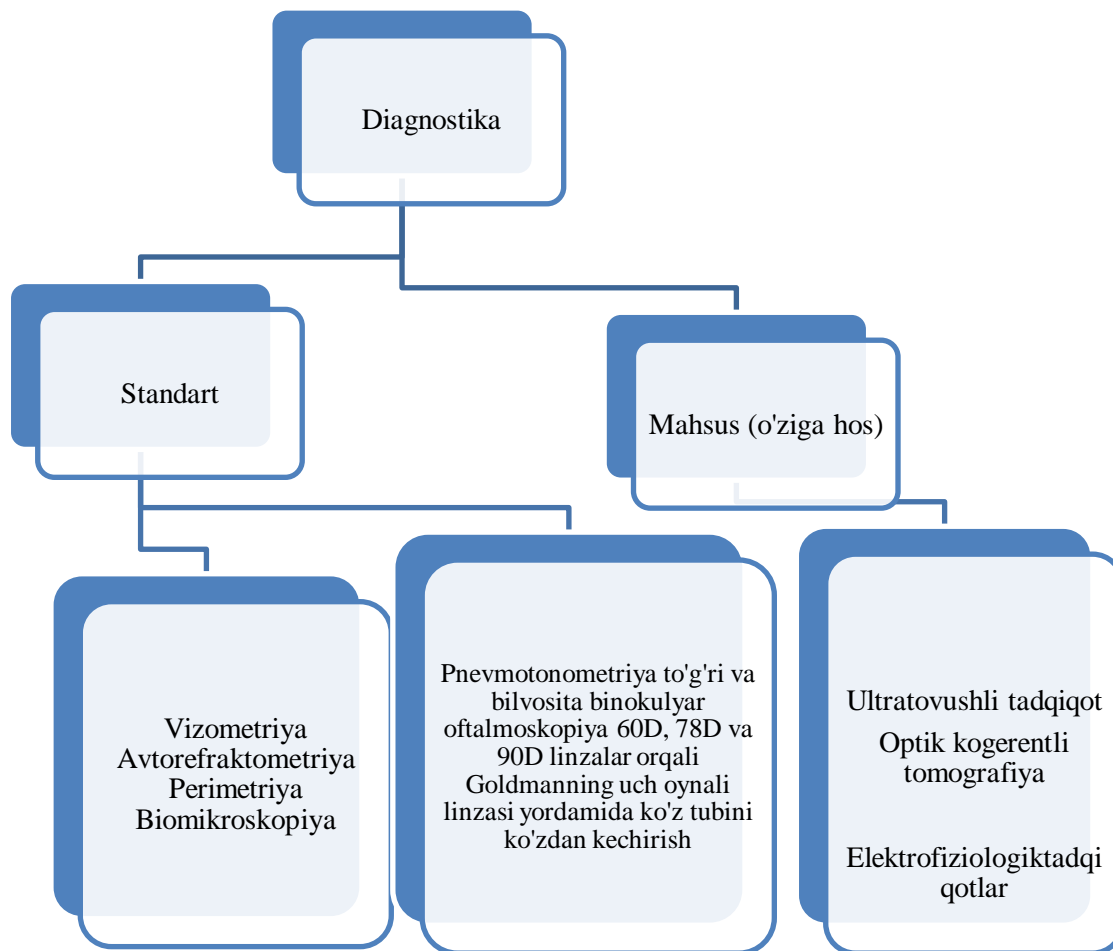 Diagnostika
Standart
Mahsus (o'ziga hos)
Vizometriya
Avtorefraktometriya
Perimetriya
Biomikroskopiya
Pnevmotonometriya to'g'ri va
bilvosita binokulyar
oftalmoskopiya 60D, 78D va
90D linzalar orqali
Goldmanning uch oynali
linzasi yordamida ko'z tubini
ko'zdan kechirish
Ultratovushli tadqiqot
Optik kogerentli
tomografiya
Elektrofiziologiktadqi
qotlar